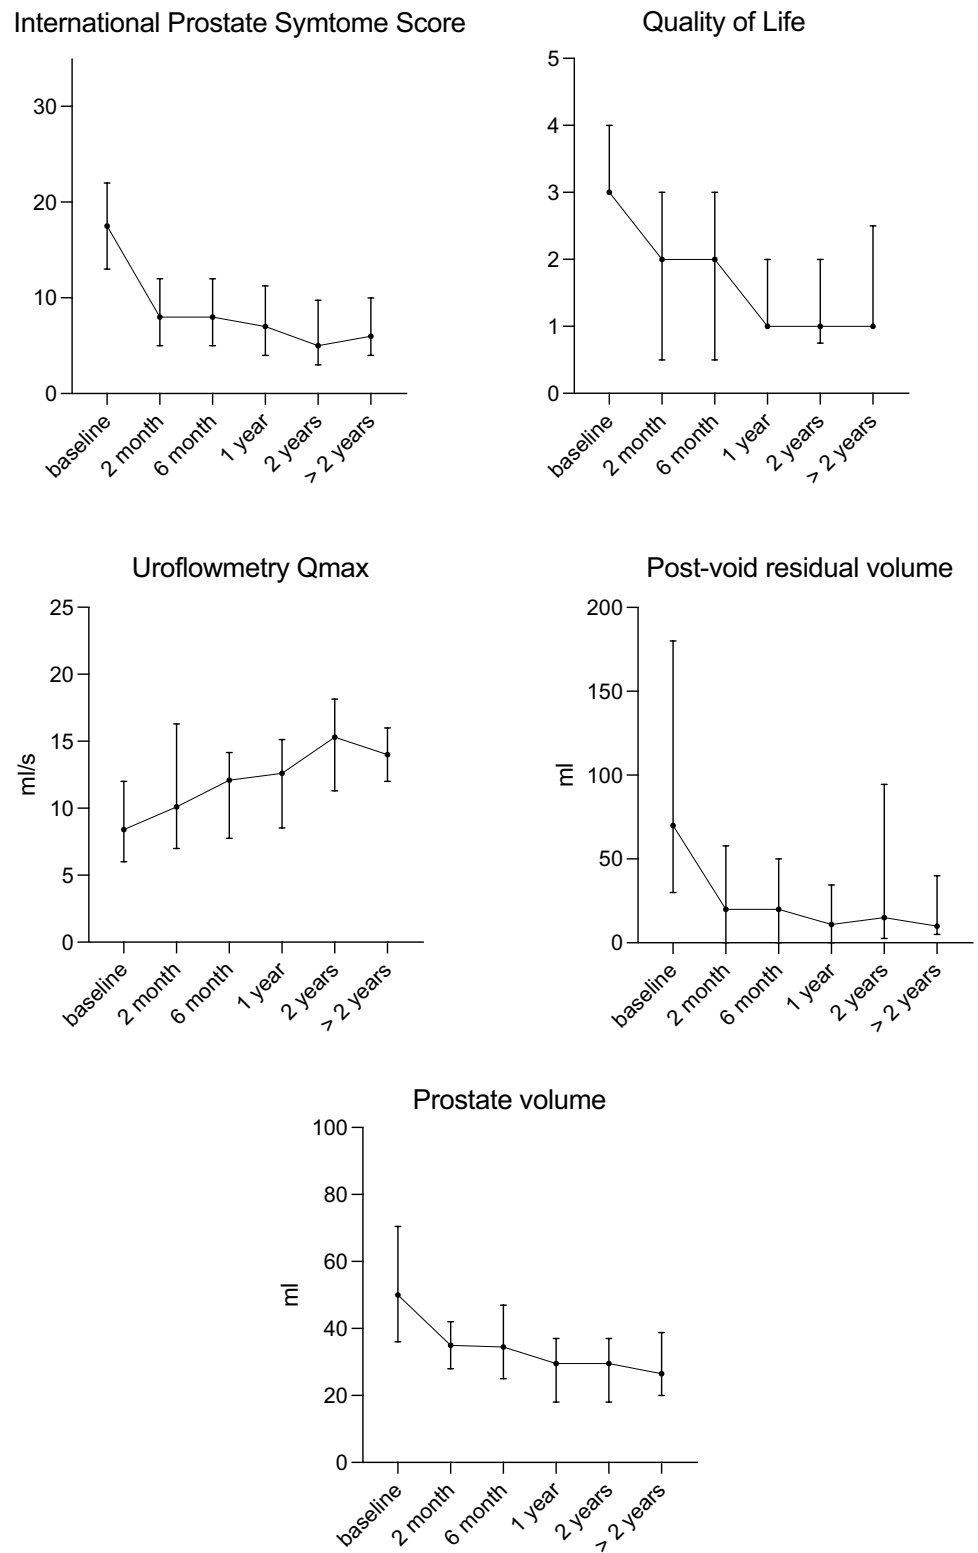 International Prostate Symtome Score
30
20
10
0
baseline
2 month
6 month
1 year
2 years
> 2 years
Quality of Life
5
4
3
2
1
0
baseline
2 month
6 month
1 year
2 years
> 2 years
Uroflowmetry Qmax
ml/s
25
20
15
10
5
0
baseline
2 month
6 month
1 year
2 years
> 2 years
Post-void residual volume
ml
200
150
100
50
0
baseline
2 month
6 month
1 year
2 years
> 2 years
Prostate volume
ml
100
80
60
40
20
0
baseline
2 month
6 month
1 year
2 years
> 2 years